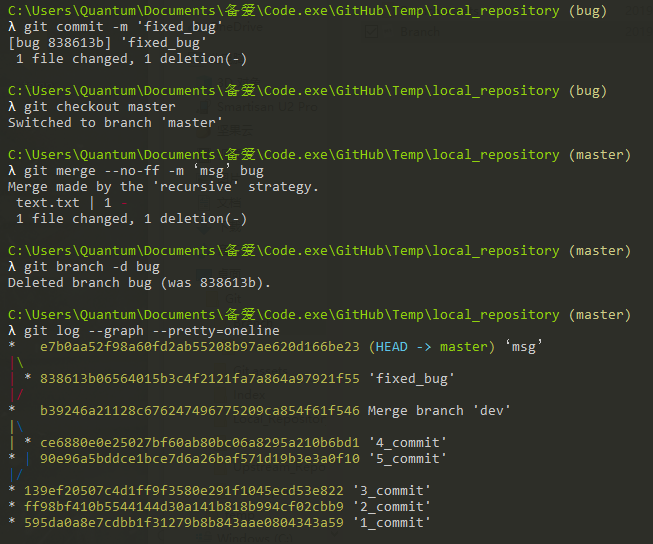 C:\Users\Quantum\Documents\备爱\Code.exe\GitHub\Temp\local_repository (bug)
λ git commit -m 'fixed_bug'
[bug 838613b] 'fixed_bug'
1 file changed, 1 deletion(-)
C:\Users\Quantum\Documents\备爱\Code.exe\GitHub\Temp\local_repository (bug)
λ git checkout master
Switched to branch 'master'
C:\Users\Quantum\Documents\备爱\Code.exe\GitHub\Temp\local_repository (master)
λ git merge --no-ff -m ‘msg’ bug
Merge made by the 'recursive' strategy.
text.txt | 1 -
1 file changed, 1 deletion(-)
C:\Users\Quantum\Documents\备爱\Code.exe\GitHub\Temp\local_repository (master)
λ git branch -d bug
Deleted branch bug (was 838613b).
C:\Users\Quantum\Documents\备爱\Code.exe\GitHub\Temp\local_repository (master)
λ git log --graph --pretty=oneline
*   e7b0aa52f98a60fd2ab55208b97ae620d166be23 (HEAD -> master) ‘msg’
|\
| * 838613b06564015b3c4f2121fa7a864a97921f55 'fixed_bug'
|/
*   b39246a21128c676247496775209ca854f61f546 Merge branch 'dev'
|\
| * ce6880e0e25027bf60ab80bc06a8295a210b6bd1 '4_commit'
* | 90e96a5bddce1bce7d6a26baf571d19b3e3a0f10 '5_commit'
|/
* 139ef20507c4d1ff9f3580e291f1045ecd53e822 '3_commit'
* ff98bf410b5544144d30a141b818b994cf02cbb9 '2_commit'
* 595da0a8e7cdbb1f31279b8b843aae0804343a59 '1_commit'